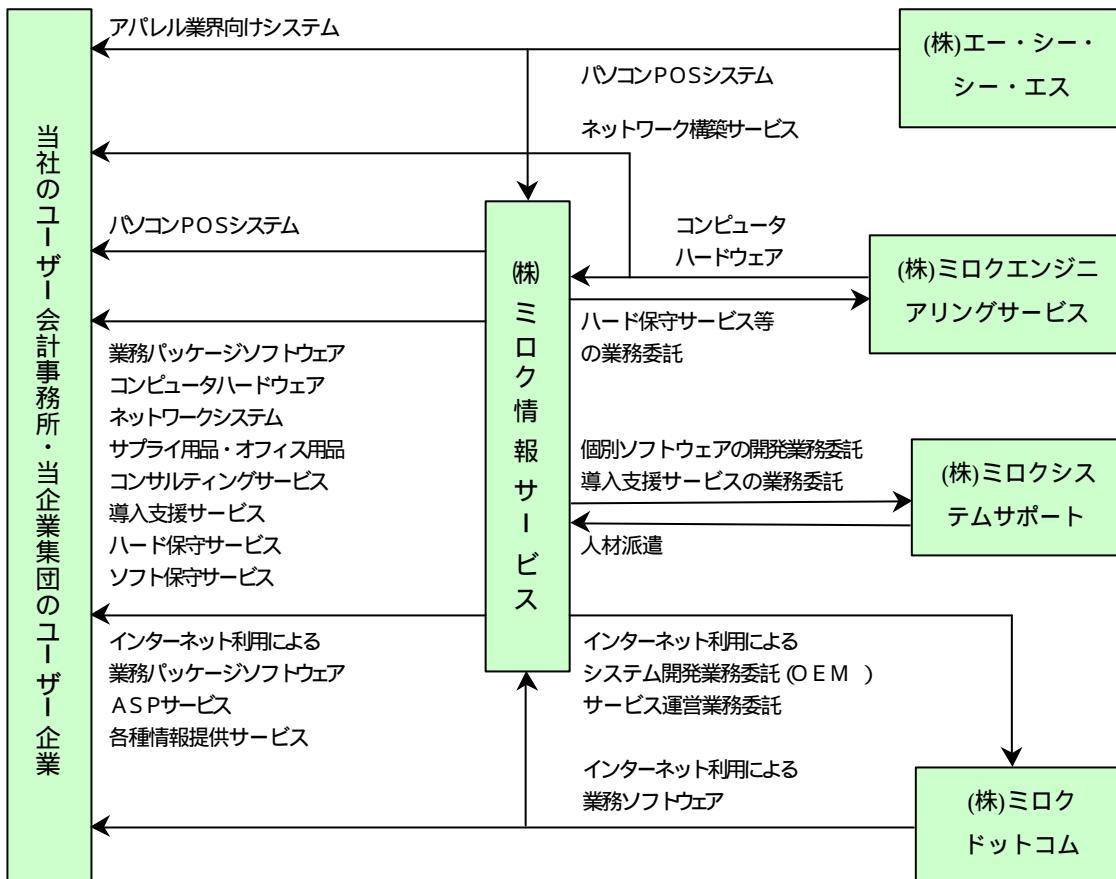 アパレル業界向けシステム
(株)エー・シー・
シー・エス
パソコンPOSシステム
ネットワーク構築サービス
当社のユーザー会計事務所・当企業集団のユーザー企業
パソコンPOSシステム
㈱ミロク情報サービス
コンピュータ
ハードウェア
(株)ミロクエンジニ
アリングサービス
ハード保守サービス等
の業務委託
業務パッケージソフトウェア
コンピュータハードウェア
ネットワークシステム
サプライ用品・オフィス用品
コンサルティングサービス
導入支援サービス
ハード保守サービス
ソフト保守サービス
個別ソフトウェアの開発業務委託
導入支援サービスの業務委託
人材派遣
(株)ミロクシス
テムサポート
インターネット利用による
業務パッケージソフトウェア
ASPサービス
各種情報提供サービス
インターネット利用による
システム開発業務委託(OEM )
サービス運営業務委託
インターネット利用による
業務ソフトウェア
(株)ミロク
ドットコム